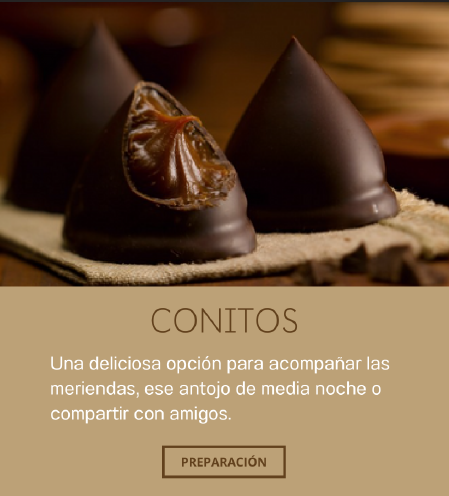 CONITOS
Una deliciosa opción para acompañar las
meriendas, ese antojo de media noche o
compartir con amigos.
PREPARACIÓN